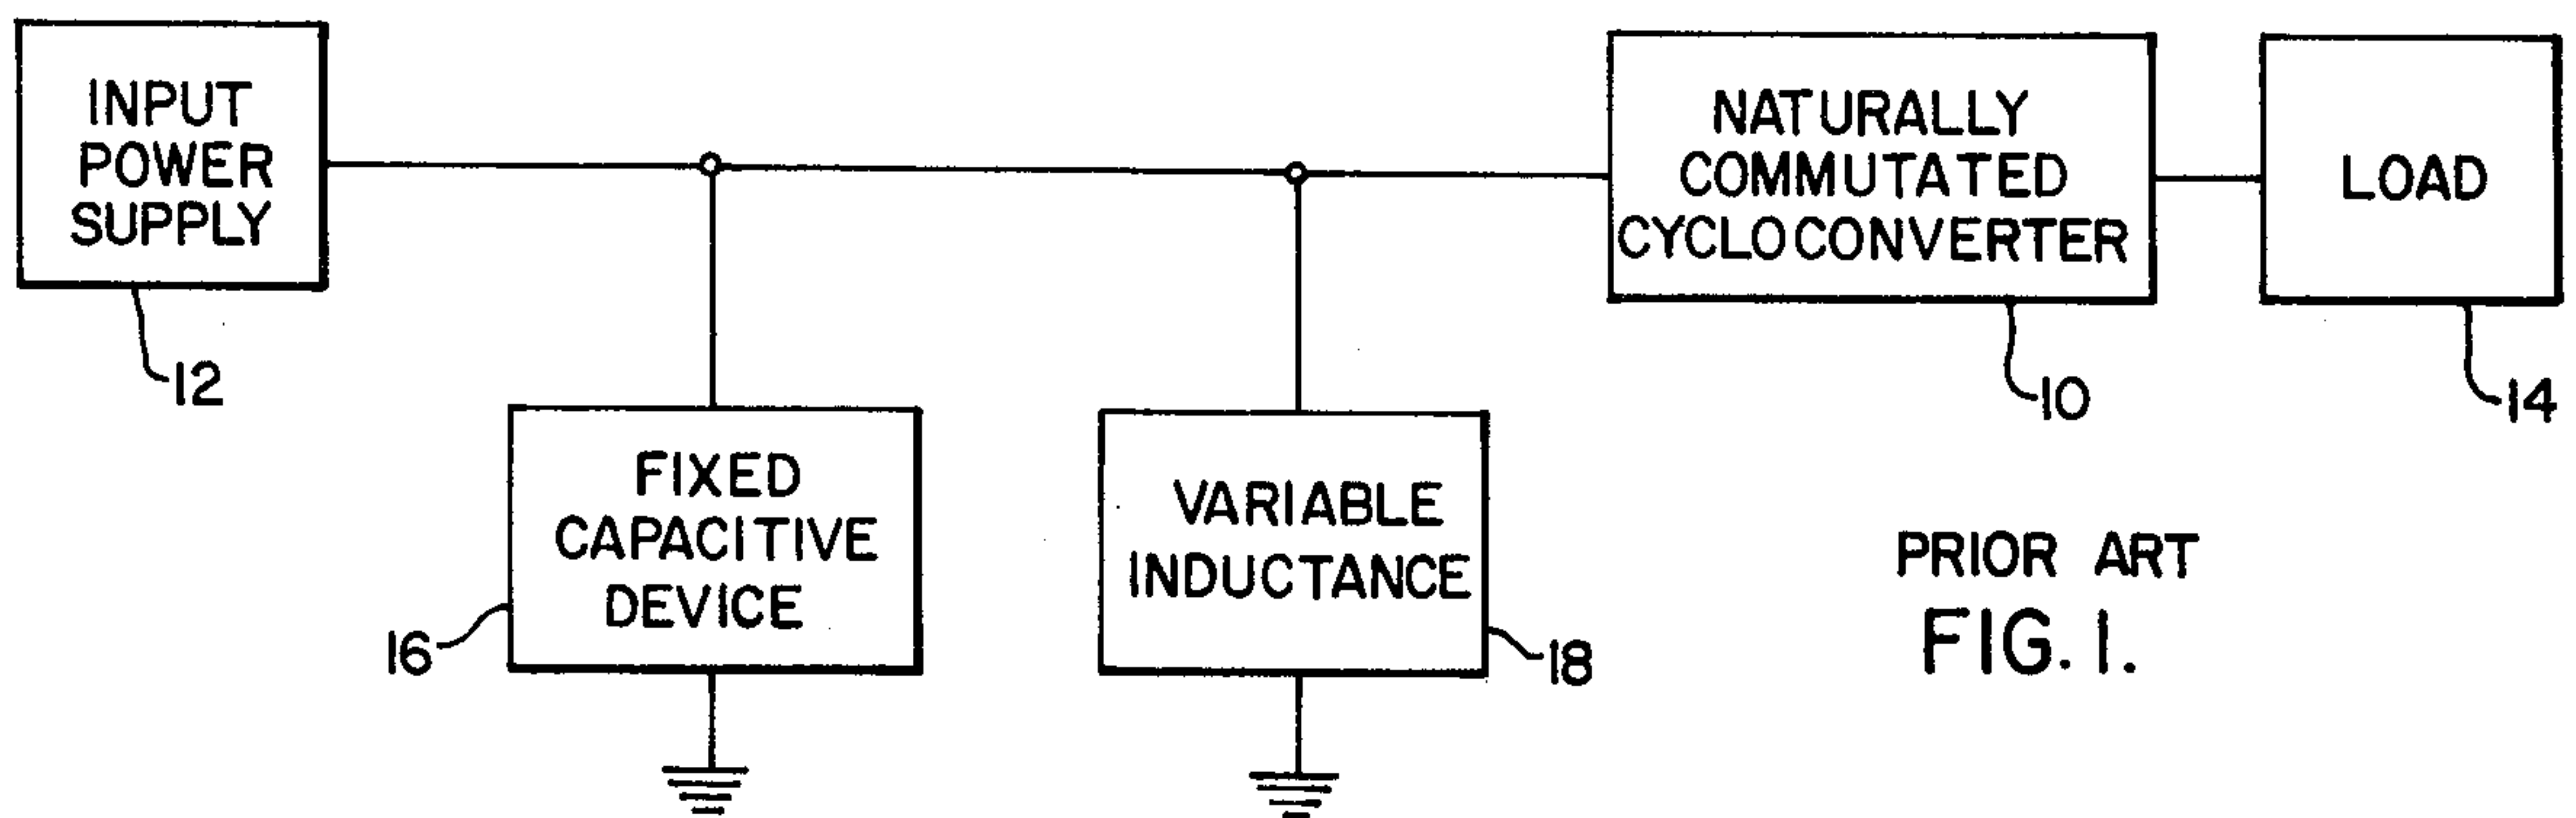 INPUT
POWER
SUPPLY
12
NATURALLY
COMMUTATED
CYCLOCONVERTER
10
LOAD
14
FIXED
CAPACITIVE
DEVICE
16
VARIABLE
INDUCTANCE
18
PRIOR ART
FIG. 1.